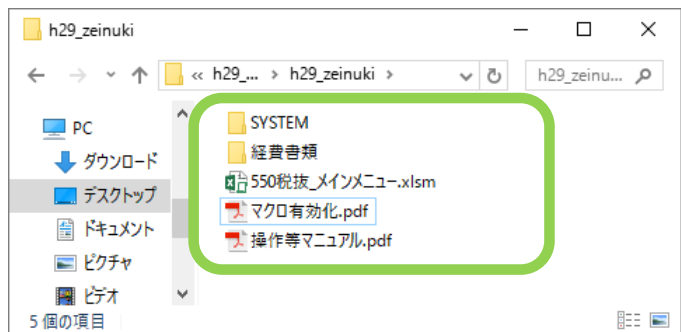 h29_zeinuki
« h29_... › h29_zeinuki ›
h29_zeinu...
PC
ダウンロード
デスクトップ
ドキュメント
ピクチャ
ビデオ
SYSTEM
経費書類
550税抜_メインメニュー.xlsm
マクロ有効化.pdf
操作等マニュアル.pdf
5 個の項目